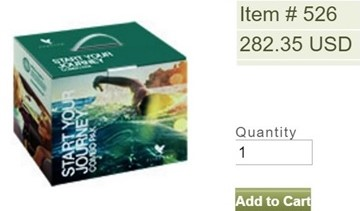 START YOUR
JOURNEY
COMBO PAK
START YOUR
JOURNEY
COMBO PAK
Item # 526
282.35 USD
Quantity
1
Add to Cart